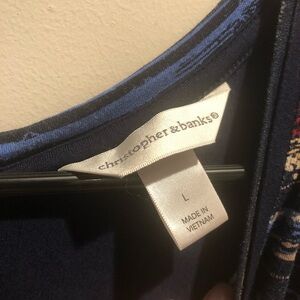 christopher & banks®
L
MADE IN
VIETNAM